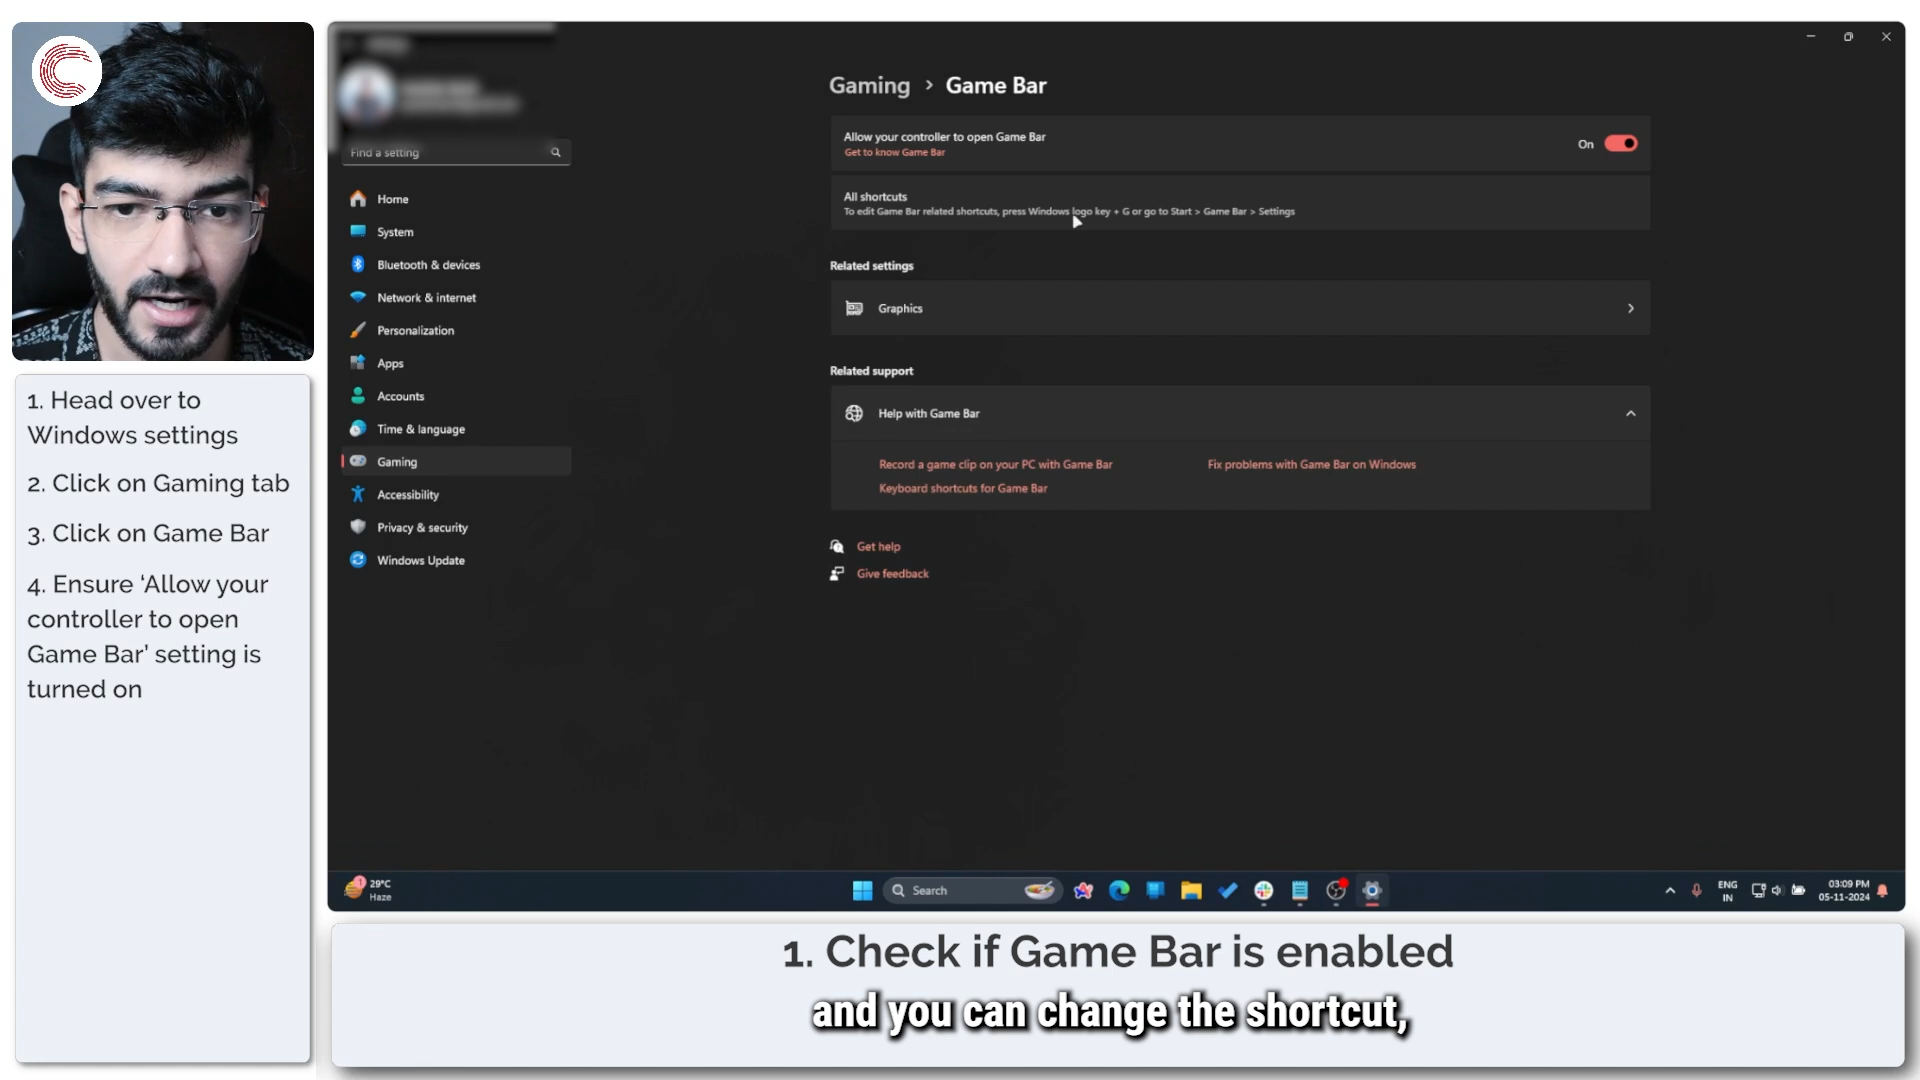 1. Head over to
Windows settings
2. Click on Gaming tab
3. Click on Game Bar
4. Ensure ‘Allow your
controller to open
Game Bar’ setting is
turned on
Find a setting
Home
System
Bluetooth & devices
Network & internet
Personalization
Apps
Accounts
Time & language
Gaming
Accessibility
Privacy & security
Windows Update
Gaming > Game Bar
Allow your controller to open Game Bar
Get to know Game Bar
On
All shortcuts
To edit Game Bar related shortcuts, press Windows logo key + G or go to Start > Game Bar > Settings
Related settings
Graphics
Related support
Help with Game Bar
Record a game clip on your PC with Game Bar
Fix problems with Game Bar on Windows
Keyboard shortcuts for Game Bar
Get help
Give feedback
1
29°C
Haze
Search
ENG
IN
03:09 PM
05-11-2024
1. Check if Game Bar is enabled
and you can change the shortcut,